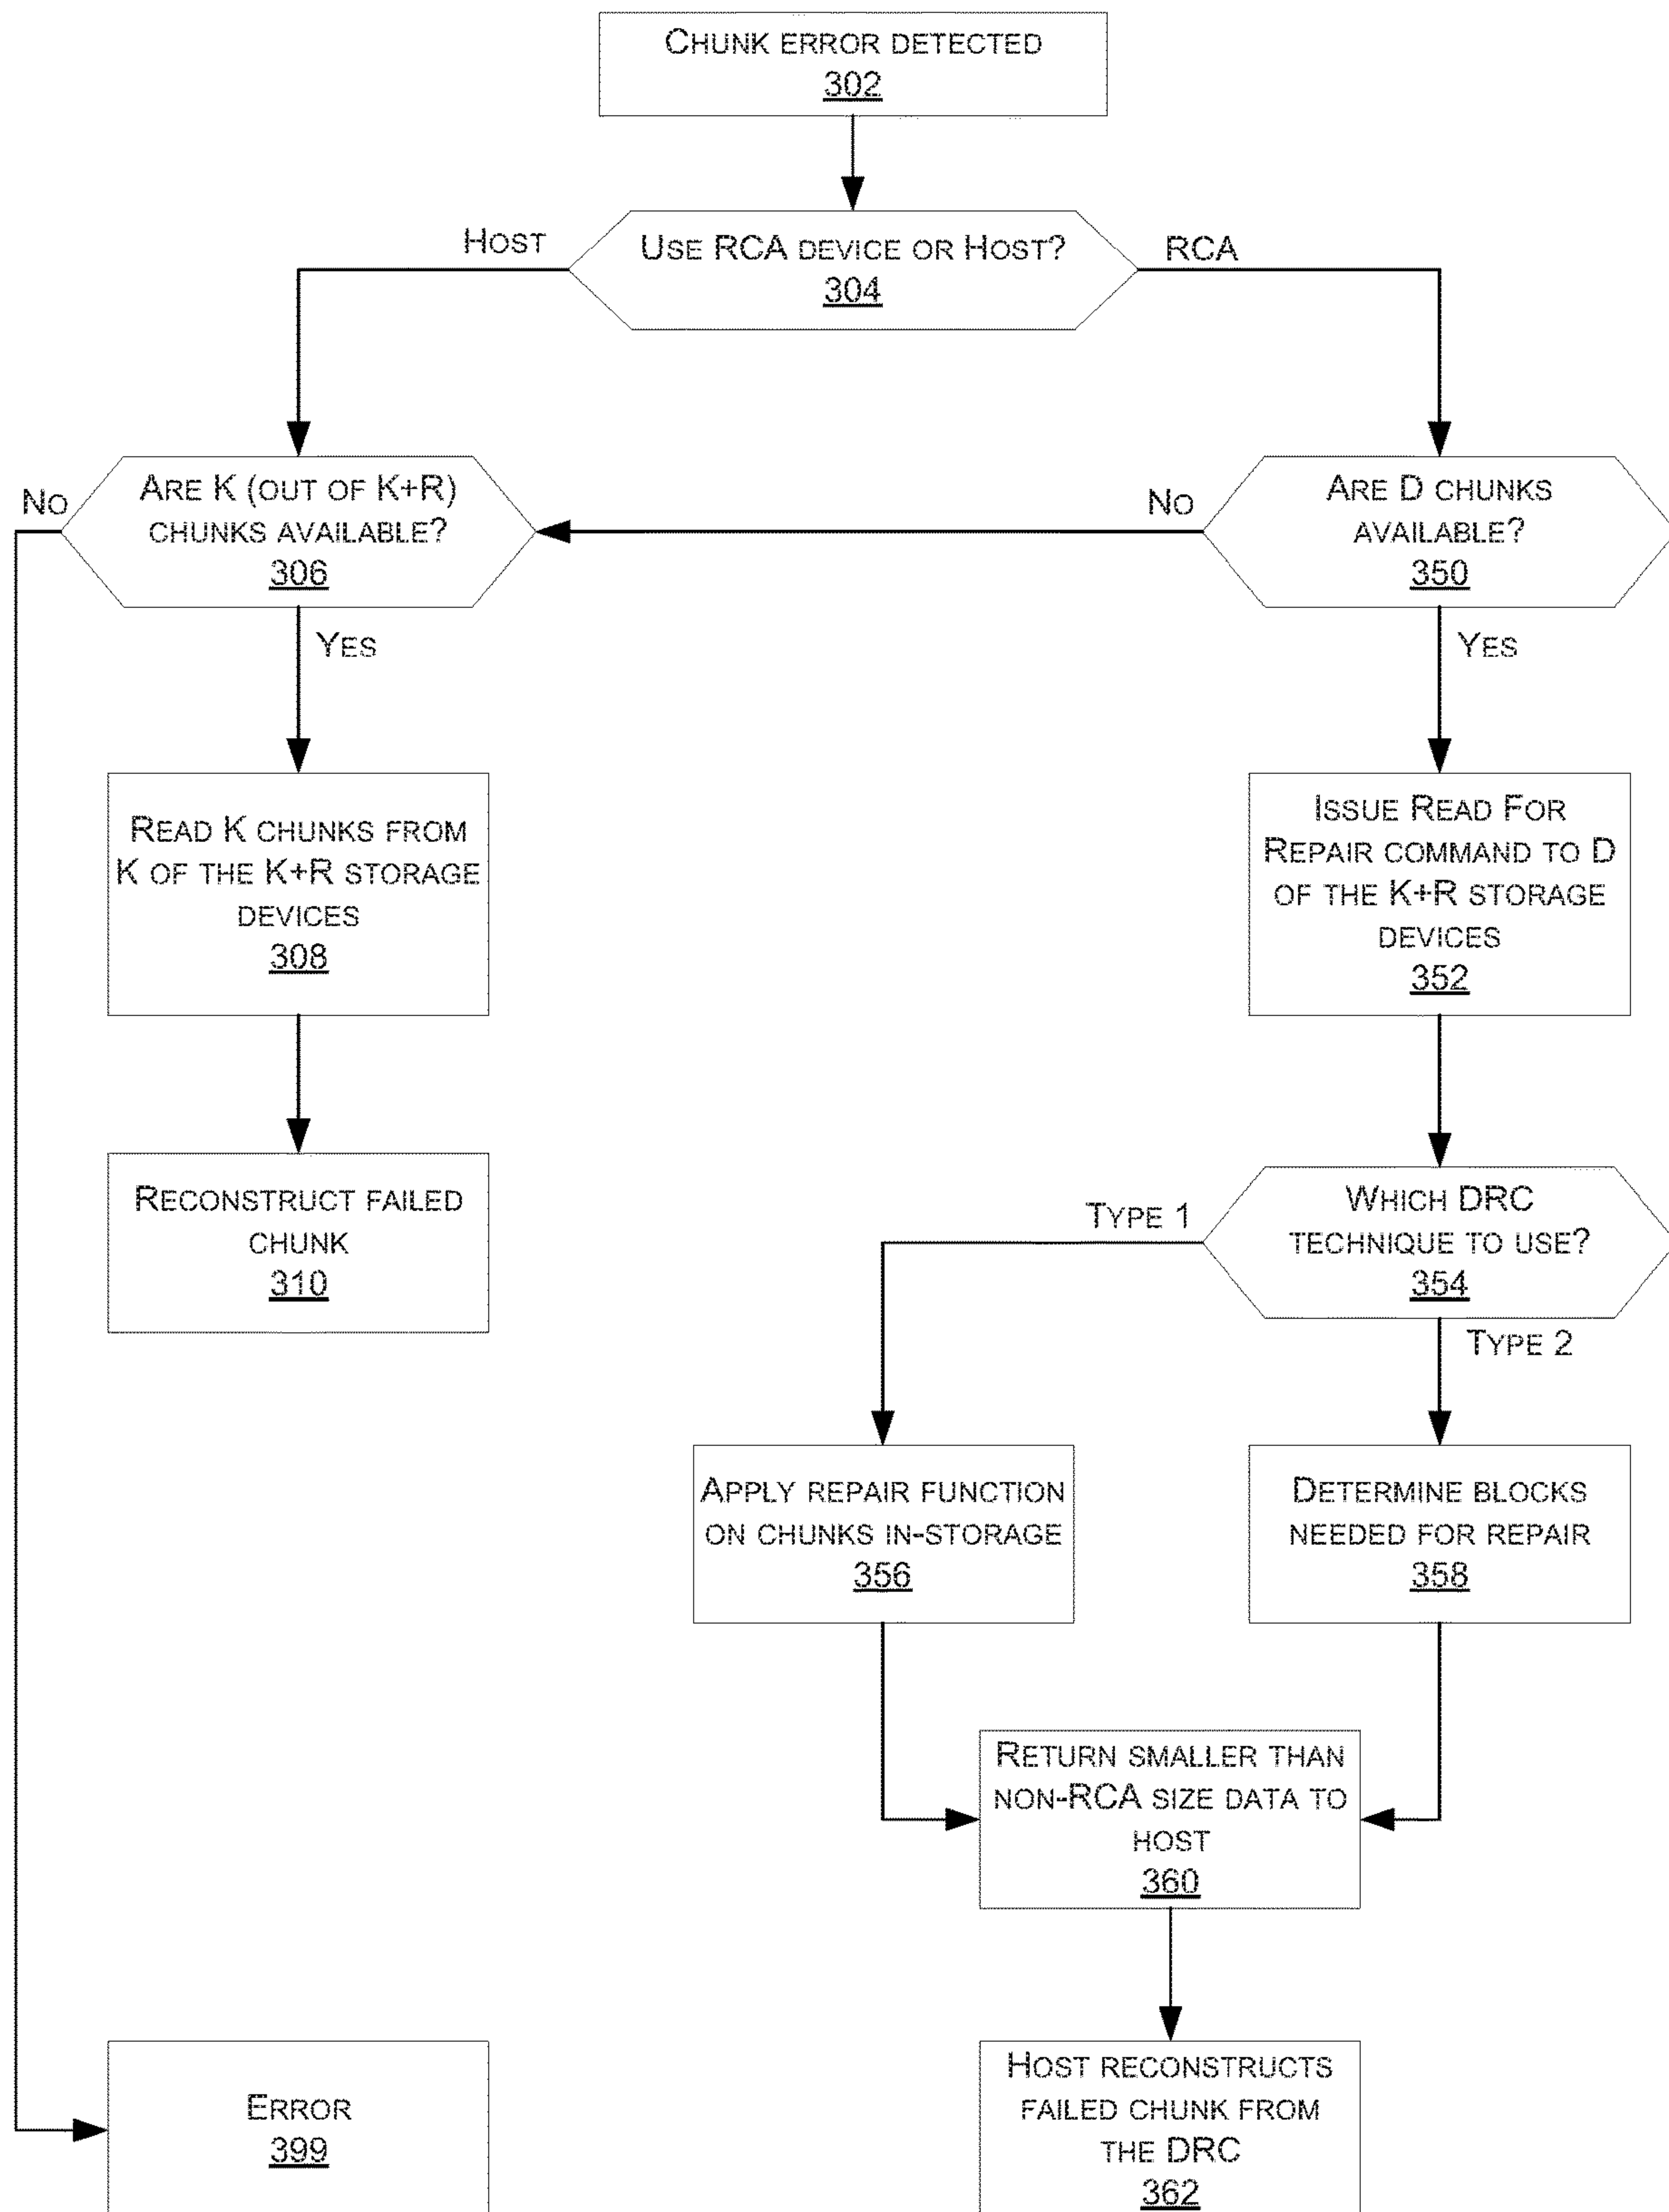 CHUNK ERROR DETECTED
302
USE RCA DEVICE OR HOST?
304
HOST
RCA
ARE K (OUT OF K+R)
CHUNKS AVAILABLE?
306
NO
YES
ARE D CHUNKS
AVAILABLE?
350
NO
YES
READ K CHUNKS FROM
K OF THE K+R STORAGE
DEVICES
308
ISSUE READ FOR
REPAIR COMMAND TO D
OF THE K+R STORAGE
DEVICES
352
RECONSTRUCT FAILED
CHUNK
310
WHICH DRC
TECHNIQUE TO USE?
354
TYPE 1
TYPE 2
APPLY REPAIR FUNCTION
ON CHUNKS IN-STORAGE
356
DETERMINE BLOCKS
NEEDED FOR REPAIR
358
RETURN SMALLER THAN
NON-RCA SIZE DATA TO
HOST
360
ERROR
399
HOST RECONSTRUCTS
FAILED CHUNK FROM
THE DRC
362